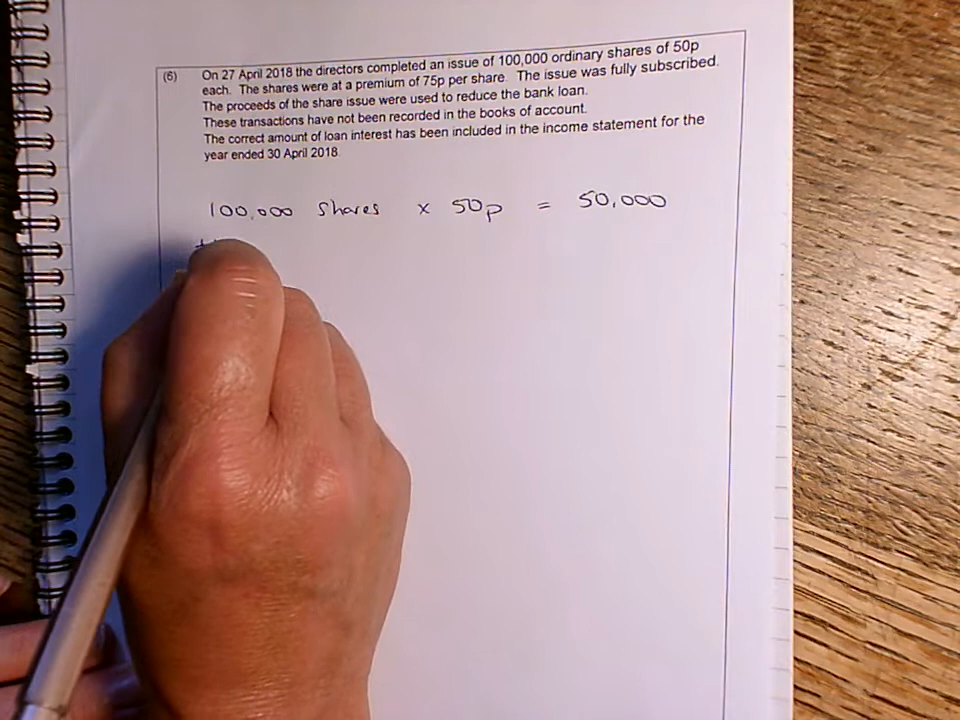 (6) On 27 April 2018 the directors completed an issue of 100,000 ordinary shares of 50p
each. The shares were at a premium of 75p per share. The issue was fully subscribed.
The proceeds of the share issue were used to reduce the bank loan.
These transactions have not been recorded in the books of account.
The correct amount of loan interest has been included in the income statement for the
year ended 30 April 2018
100,000 shares x 50p = 50,000